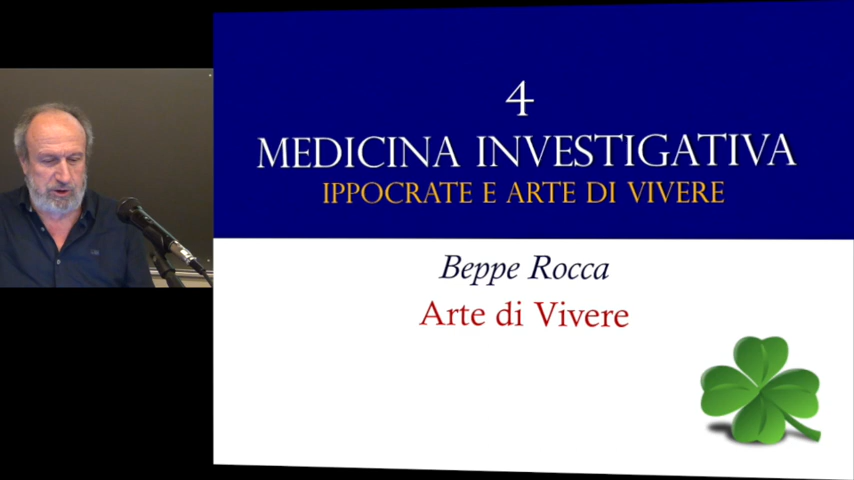 4
MEDICINA INVESTIGATIVA
IPPOCRATE E ARTE DI VIVERE
Beppe Rocca
Arte di Vivere